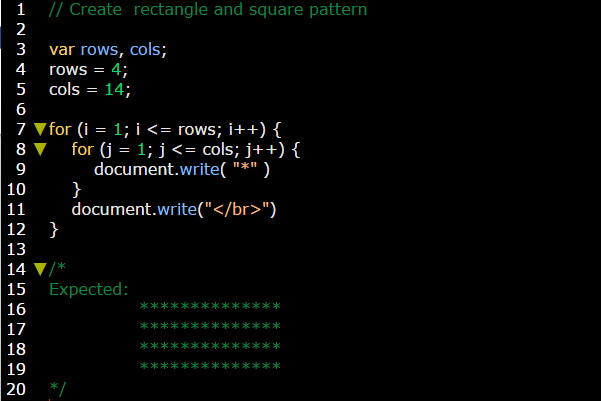 1 // Create  rectangle and square pattern
2
3 var rows, cols;
4 rows = 4;
5 cols = 14;
6
7 for (i = 1; i <= rows; i++) {
8     for (j = 1; j <= cols; j++) {
9         document.write( "*" )
10     }
11     document.write("</br>")
12 }
13
14 /*
15 Expected:
16                **************
17                **************
18                **************
19                **************
20 */